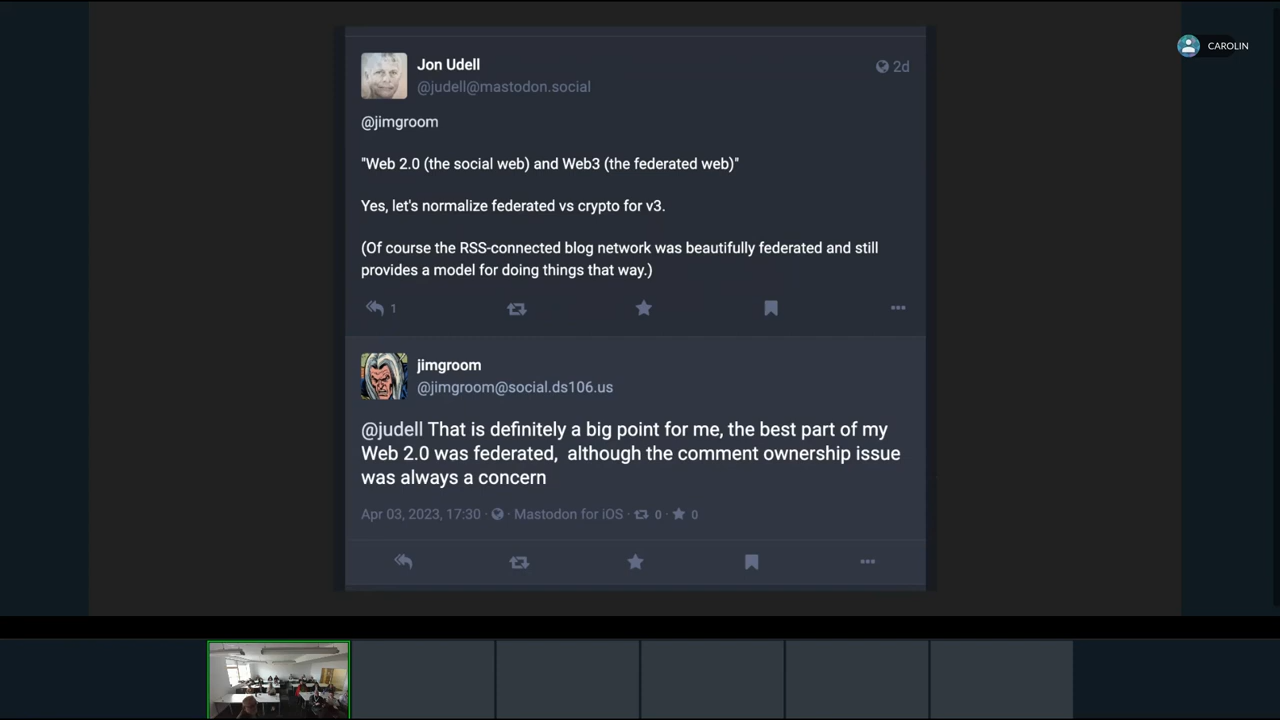 CAROLIN
Jon Udell
2d
@judell@mastodon.social
@jimgroom
"Web 2.0 (the social web) and Web3 (the federated web)"
Yes, let's normalize federated vs crypto for v3.
(Of course the RSS-connected blog network was beautifully federated and still
provides a model for doing things that way.)
1
jimgroom
@jimgroom@social.ds106.us
@judell That is definitely a big point for me, the best part of my
Web 2.0 was federated,  although the comment ownership issue
was always a concern
Apr 03, 2023, 17:30 · Mastodon for iOS · 0 · 0